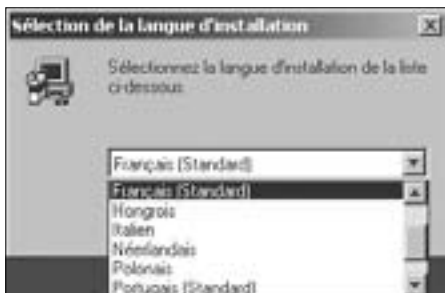 Sélection de la langue d'installation
Sélectionnez la langue d'installation de la liste
ci-dessous
Français (Standard)
Français (Standard)
Hongrois
Italien
Néerlandais
Polonais
Portugais (Standard)